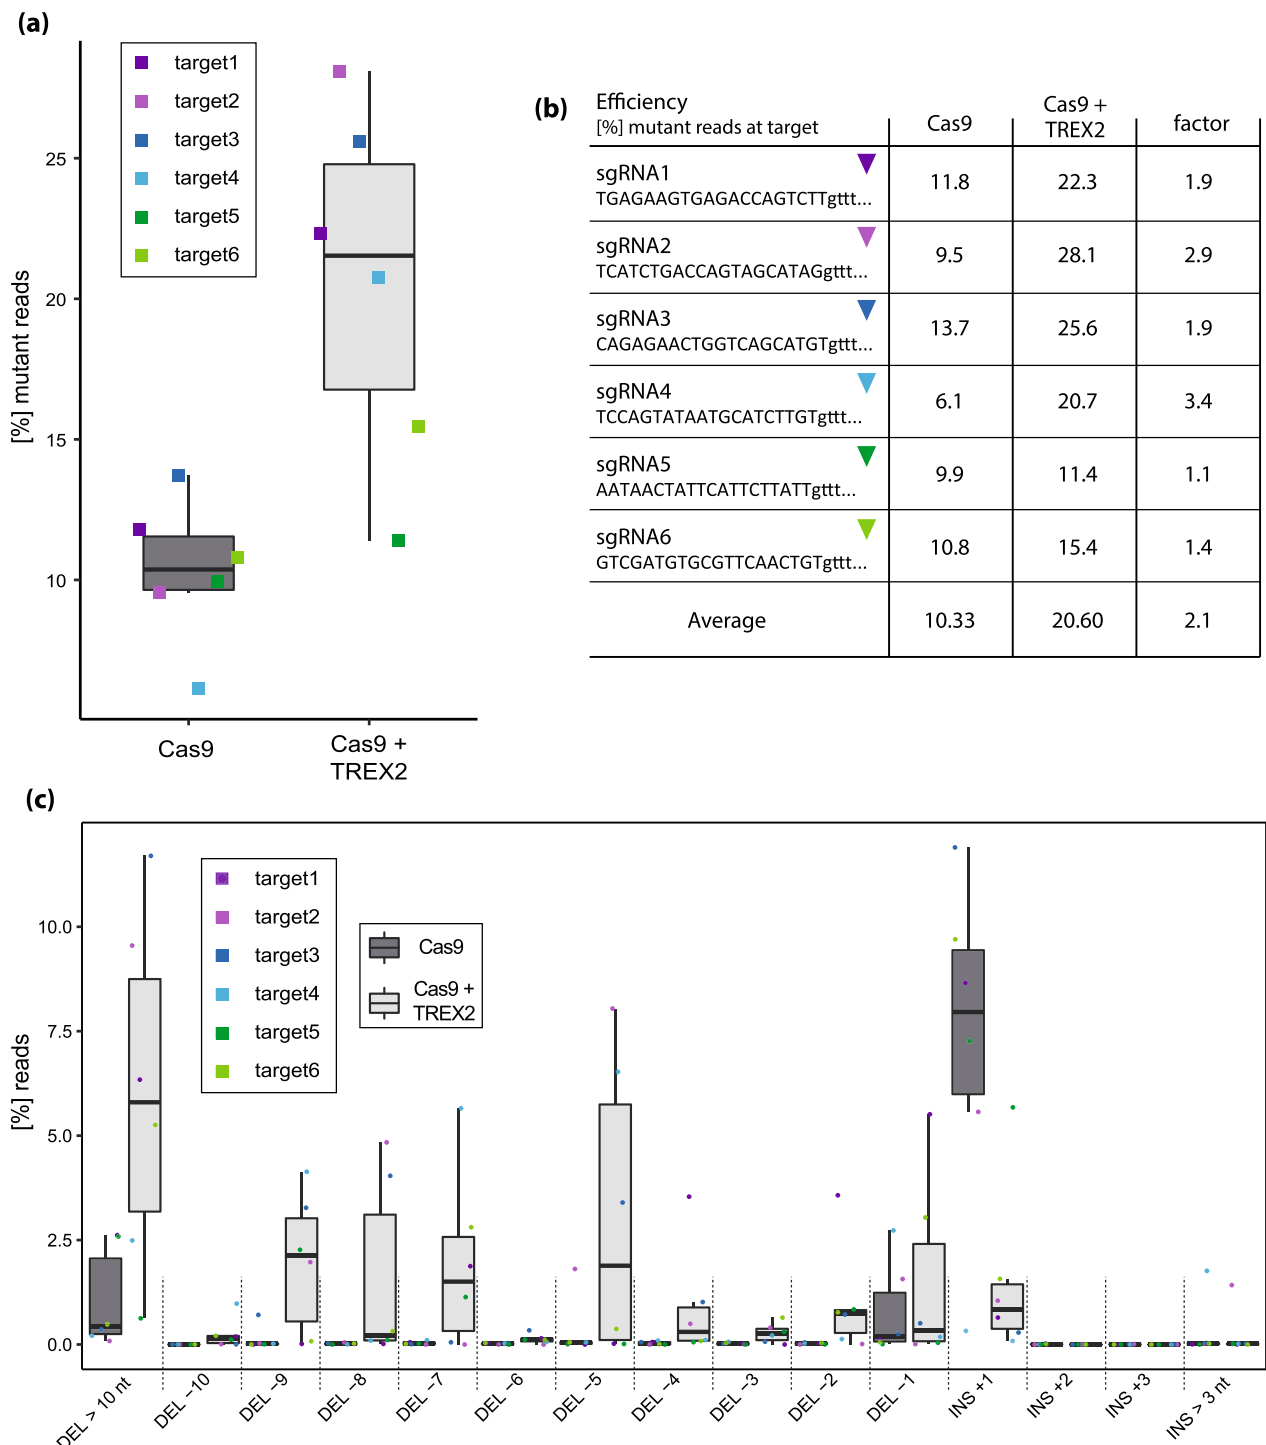 (a)
target1
target2
target3
target4
target5
target6
[%] mutant reads
25
20
15
10
Cas9
Cas9 +
TREX2
(b)
Efficiency
[%] mutant reads at target
Cas9
Cas9 +
TREX2
factor
sgRNA1
TGAGAAGTGAGACCAGTCTTgttt...
11.8
22.3
1.9
sgRNA2
TCATCTGACCAGTAGCATAGgttt...
9.5
28.1
2.9
sgRNA3
CAGAGAACTGGTCAGCATGTgttt...
13.7
25.6
1.9
sgRNA4
TCCAGTATAATGCATCTTGTgttt...
6.1
20.7
3.4
sgRNA5
AATAACTATTCATTCTTATTgttt...
9.9
11.4
1.1
sgRNA6
GTCGATGTGCGTTCAACTGTgttt...
10.8
15.4
1.4
Average
10.33
20.60
2.1
(c)
target1
target2
target3
target4
target5
target6
Cas9
Cas9 +
TREX2
[%] reads
10.0
7.5
5.0
2.5
0.0
DEL > 10 nt
DEL −10
DEL −9
DEL −8
DEL −7
DEL −6
DEL −5
DEL −4
DEL −3
DEL −2
DEL −1
INS +1
INS +2
INS +3
INS > 3 nt